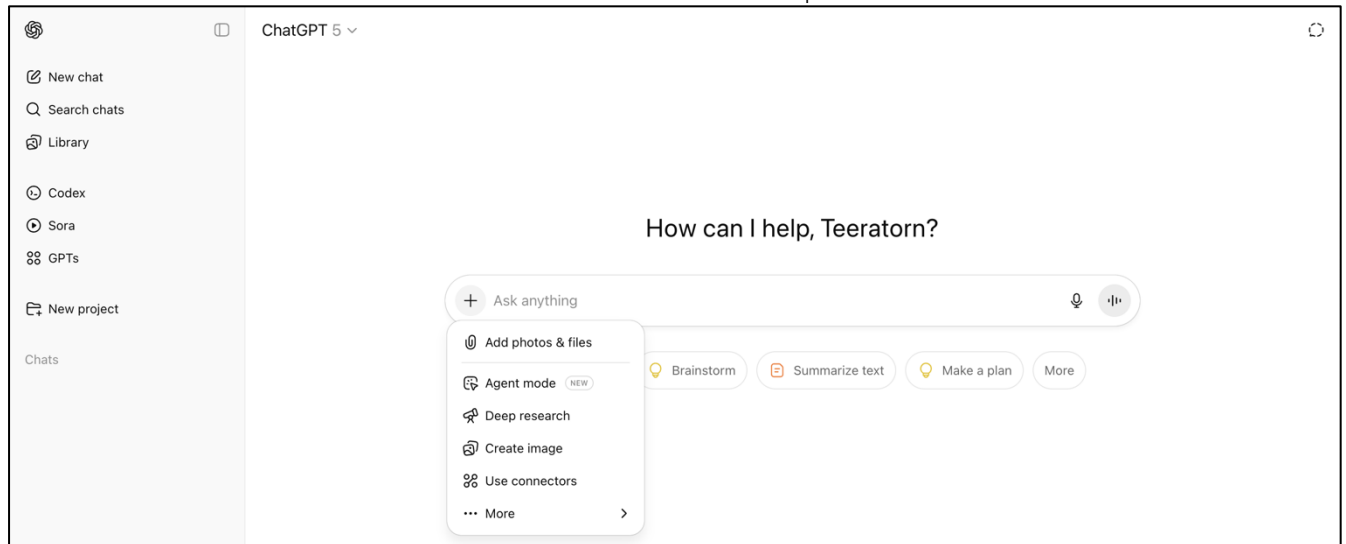 ChatGPT 5
New chat
Search chats
Library
Codex
Sora
GPTs
New project
Chats
How can I help, Teeratorn?
Ask anything
Add photos & files
Agent mode NEW
Deep research
Create image
Use connectors
More
Brainstorm
Summarize text
Make a plan
More